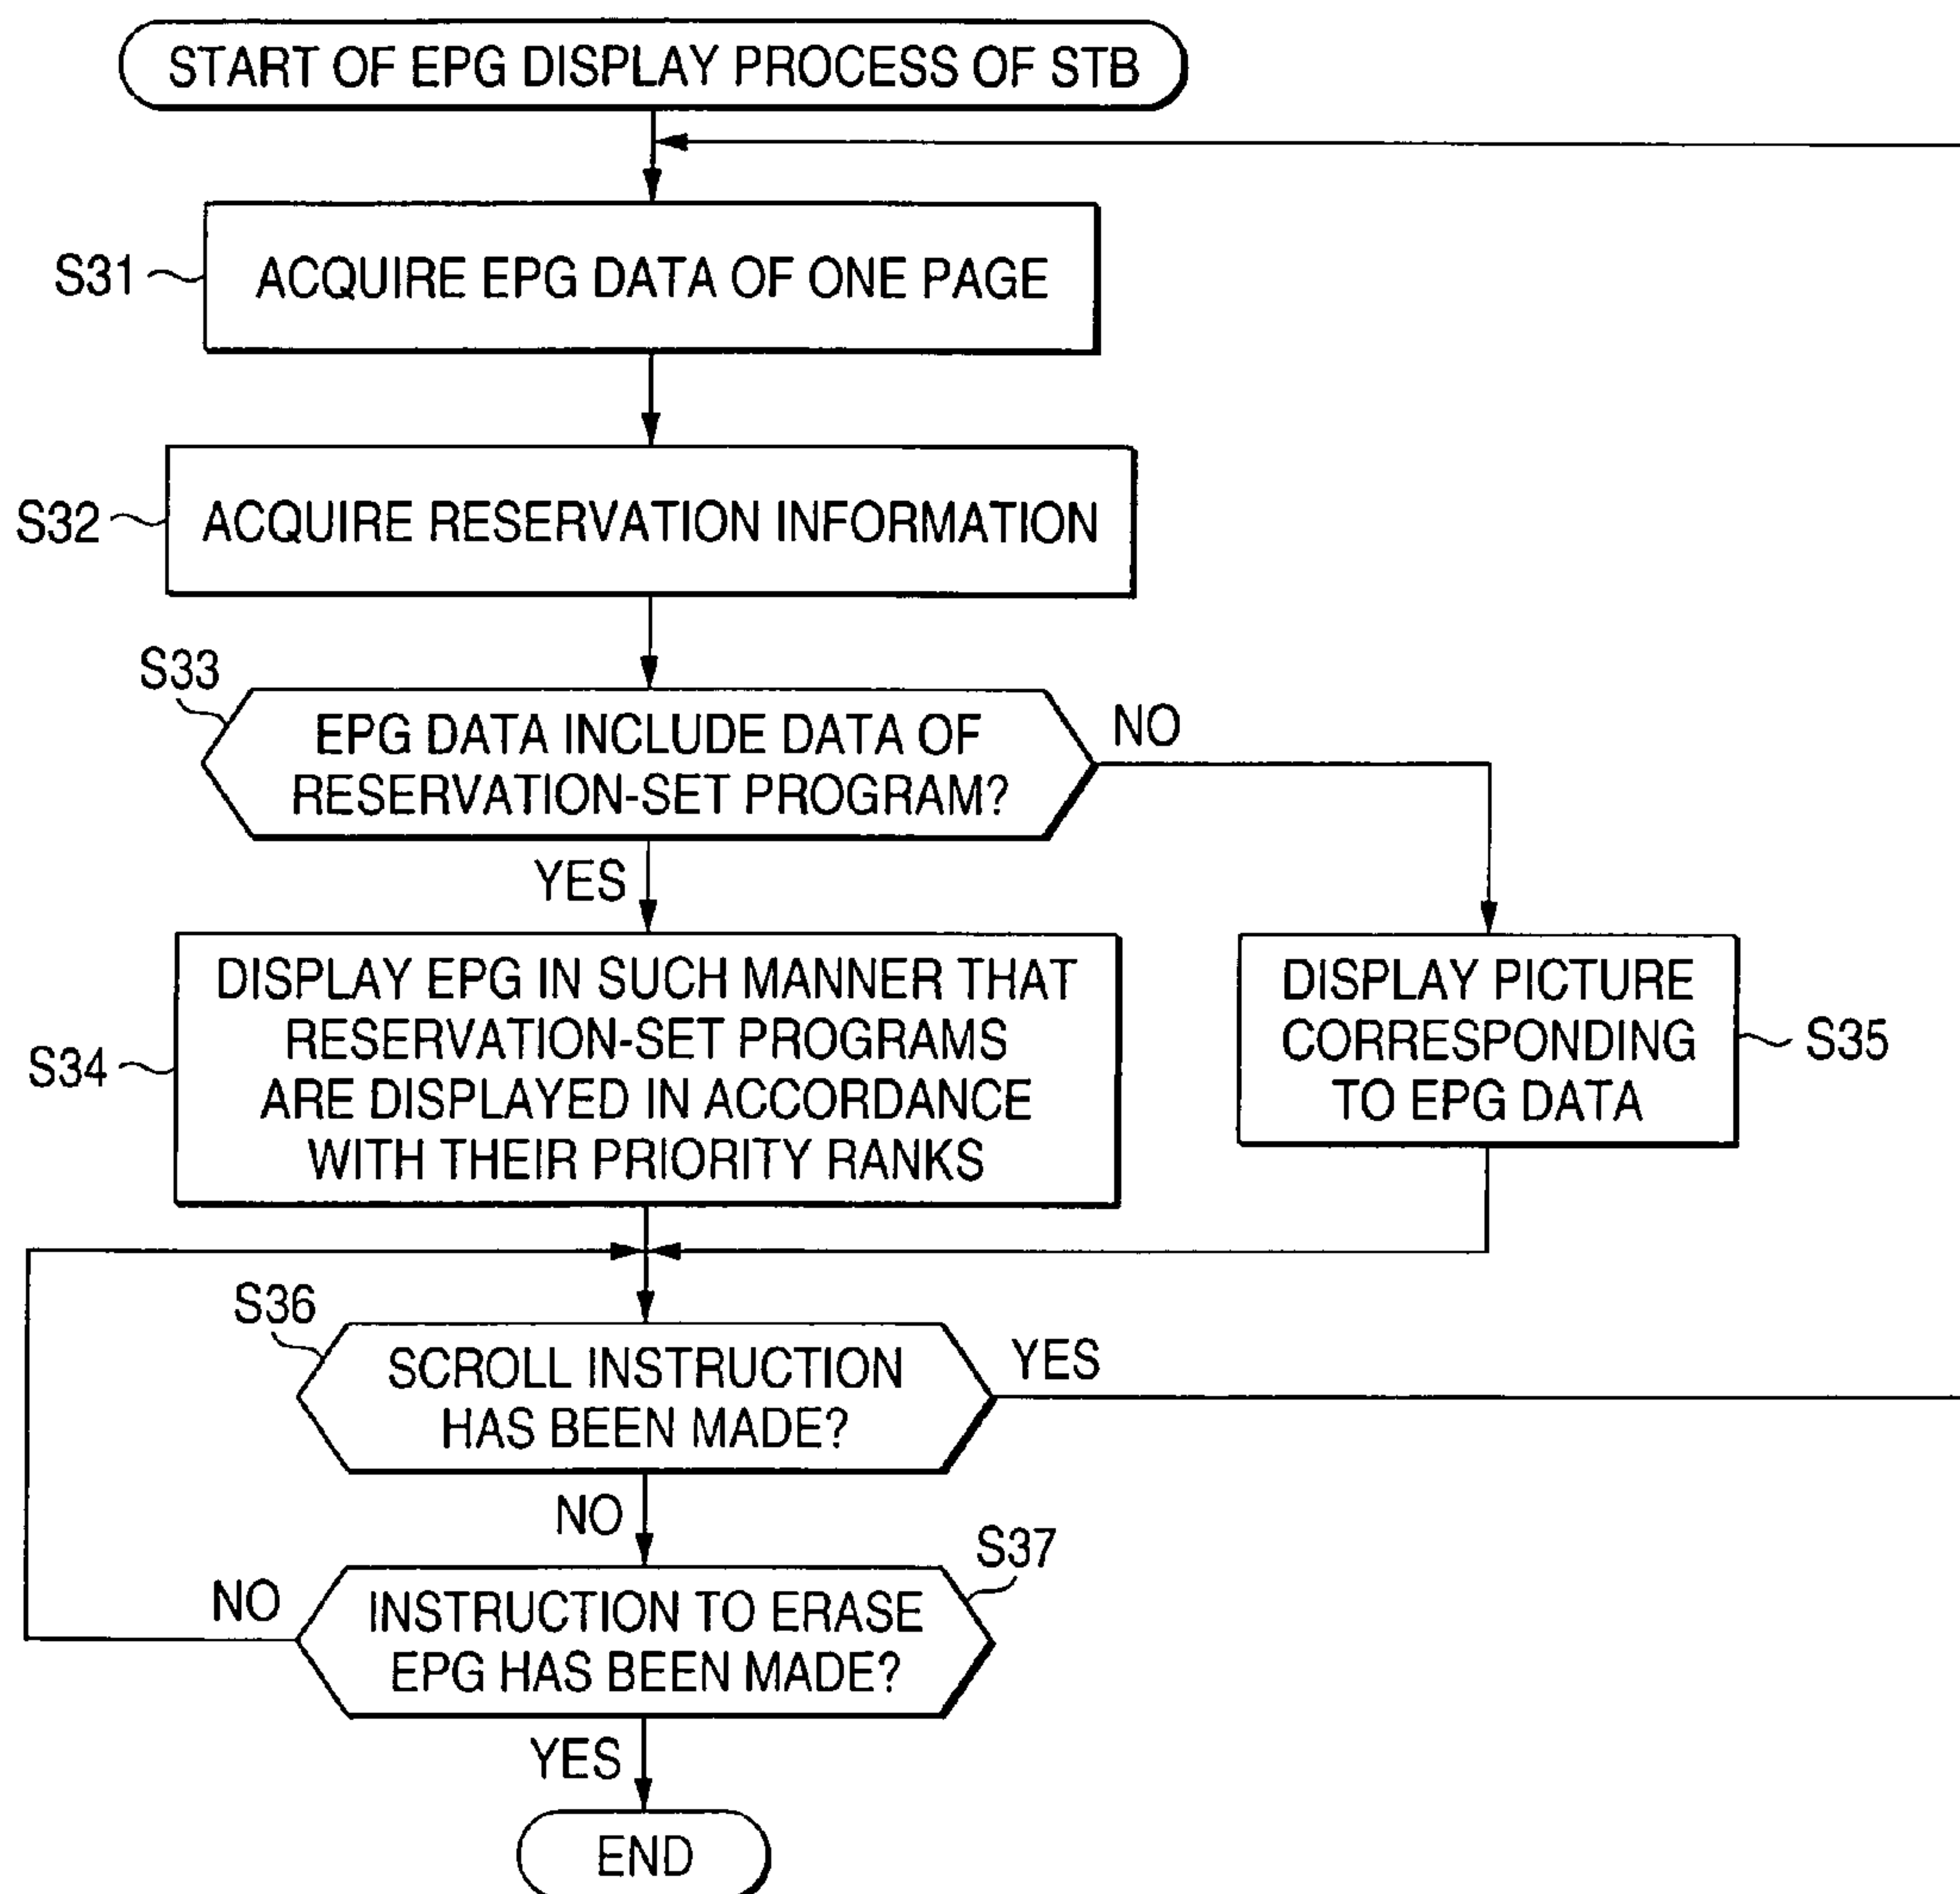 START OF EPG DISPLAY PROCESS OF STB
S31
ACQUIRE EPG DATA OF ONE PAGE
S32
ACQUIRE RESERVATION INFORMATION
S33
EPG DATA INCLUDE DATA OF
RESERVATION-SET PROGRAM?
NO
YES
S34
DISPLAY EPG IN SUCH MANNER THAT
RESERVATION-SET PROGRAMS
ARE DISPLAYED IN ACCORDANCE
WITH THEIR PRIORITY RANKS
DISPLAY PICTURE
CORRESPONDING
TO EPG DATA
S35
S36
SCROLL INSTRUCTION
HAS BEEN MADE?
YES
NO
S37
INSTRUCTION TO ERASE
EPG HAS BEEN MADE?
NO
YES
END